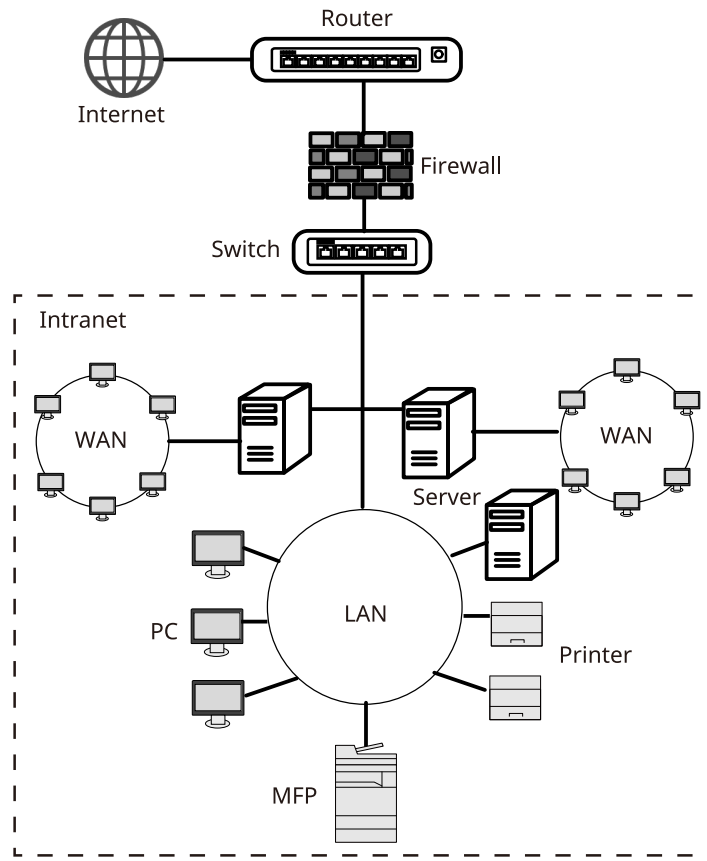 Router
Internet
Firewall
Switch
Intranet
WAN
WAN
Server
LAN
PC
Printer
MFP